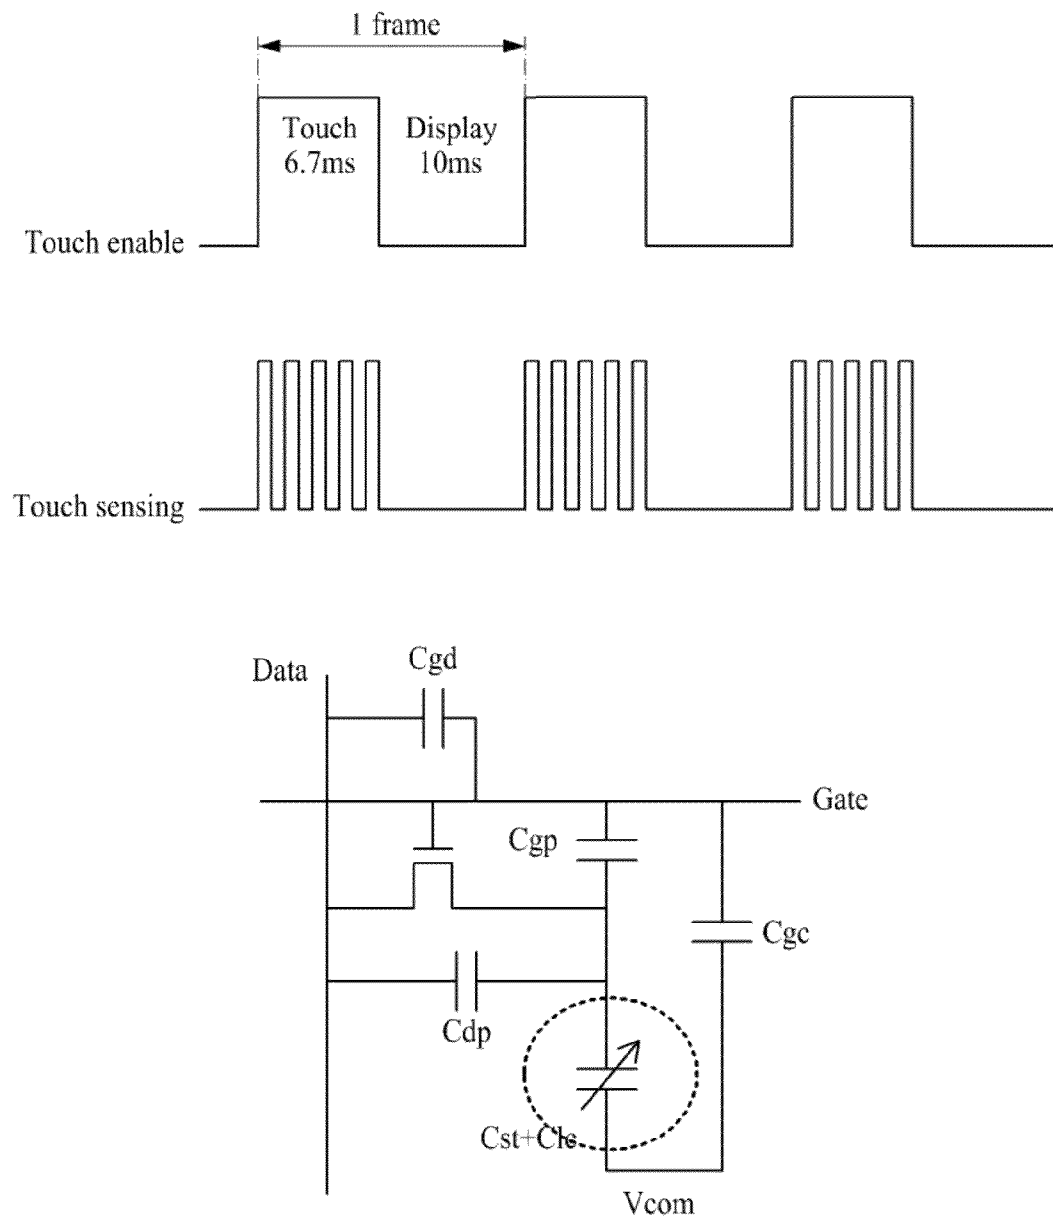 1 frame
Touch
6.7ms
Display
10ms
Touch enable
Touch sensing
Cgd
Data
Gate
Cgp
Cgc
Cdp
Cst+Clc
Vcom